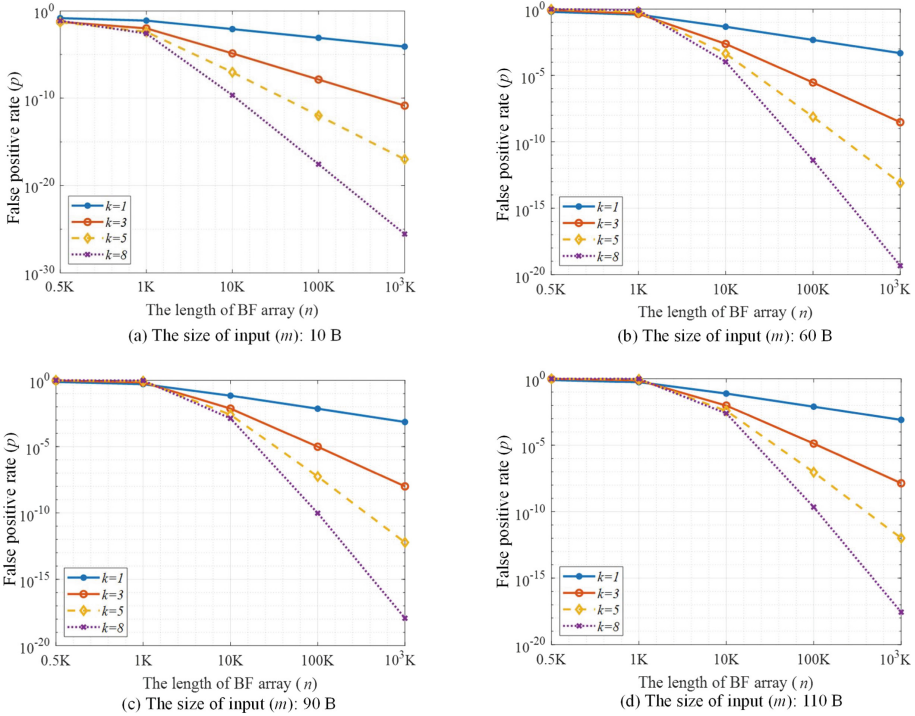 10^0
10^-10
10^-20
10^-30
False positive rate (p)
k=1
k=3
k=5
k=8
0.5K 1K 10K 100K 10^3K
The length of BF array (n)
(a) The size of input (m): 10 B
10^0
10^-5
10^-10
10^-15
10^-20
False positive rate (p)
k=1
k=3
k=5
k=8
0.5K 1K 10K 100K 10^3K
The length of BF array (n)
(b) The size of input (m): 60 B
10^0
10^-5
10^-10
10^-15
10^-20
False positive rate (p)
k=1
k=3
k=5
k=8
0.5K 1K 10K 100K 10^3K
The length of BF array (n)
(c) The size of input (m): 90 B
10^0
10^-5
10^-10
10^-15
10^-20
False positive rate (p)
k=1
k=3
k=5
k=8
0.5K 1K 10K 100K 10^3K
The length of BF array (n)
(d) The size of input (m): 110 B